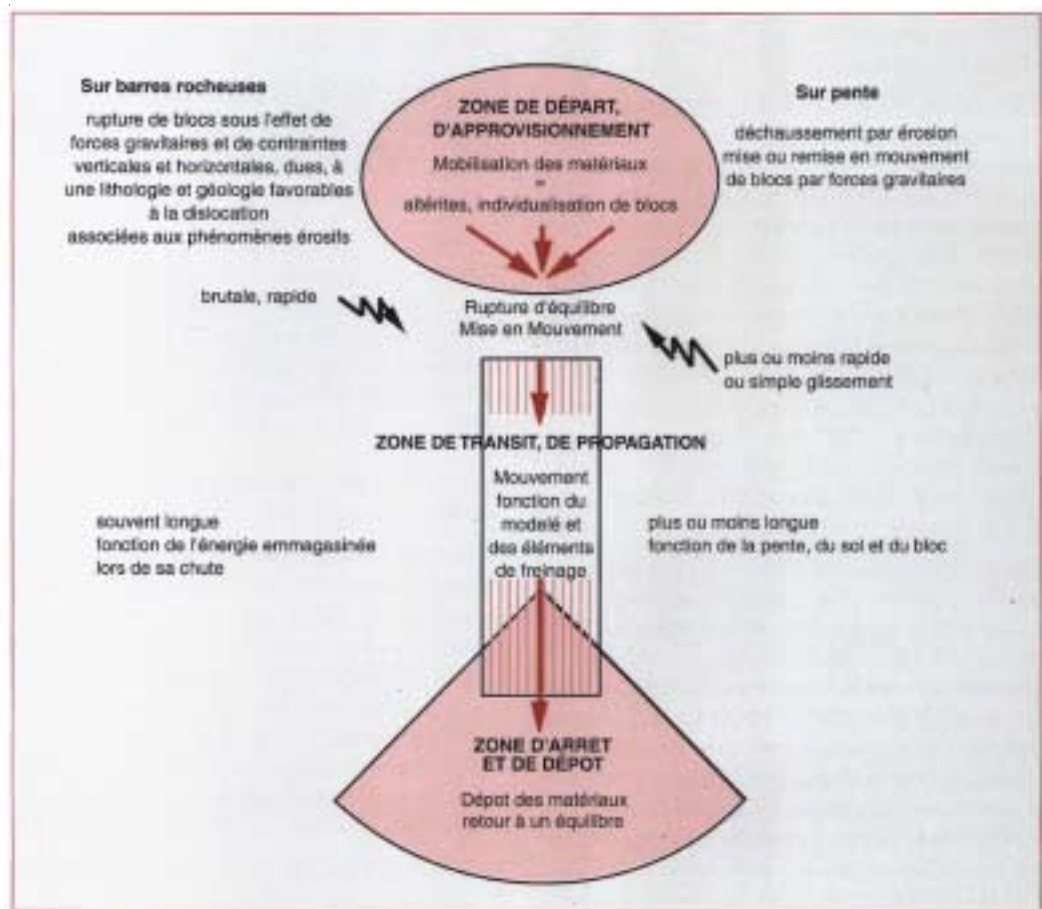 Sur barres rocheuses
rupture de blocs sous l'effet de
forces gravitaires et de contraintes
verticales et horizontales, dues, à
une lithologie et géologie favorables
à la dislocation
associées aux phénomènes érosifs
ZONE DE DÉPART,
D'APPROVISIONNEMENT
Mobilisation des matériaux
=
altérites, individualisation de blocs
Sur pente
déchaussement par érosion
mise ou remise en mouvement
de blocs par forces gravitaires
brutale, rapide
Rupture d'équilibre
Mise en Mouvement
plus ou moins rapide
ou simple glissement
ZONE DE TRANSIT, DE PROPAGATION
Mouvement
fonction du
modelé et
des éléments
de freinage
souvent longue
fonction de l'énergie emmagasinée
lors de sa chute
plus ou moins longue
fonction de la pente, du sol et du bloc
ZONE D'ARRET
ET DE DÉPOT
Dépot des matériaux
retour à un équilibre